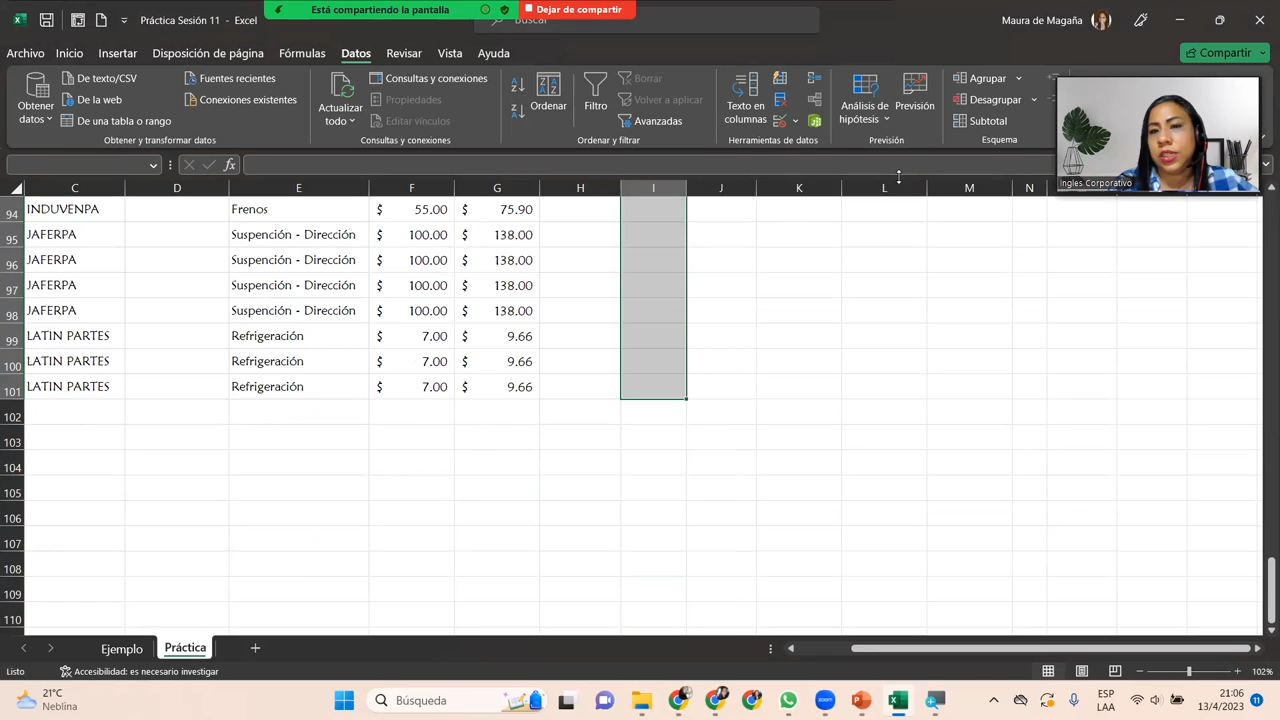 Está compartiendo la pantalla
Dejar de compartir
Práctica Sesión 11 - Excel
Buscar
Maura de Magaña
Archivo Inicio Insertar Disposición de página Fórmulas Datos Revisar Vista Ayuda
Compartir
Obtener datos
De texto/CSV
De la web
De una tabla o rango
Fuentes recientes
Conexiones existentes
Obtener y transformar datos
Actualizar todo
Consultas y conexiones
Propiedades
Editar vínculos
Consultas y conexiones
Ordenar
Filtro
Borrar
Volver a aplicar
Avanzadas
Ordenar y filtrar
Texto en columnas
Herramientas de datos
Análisis de hipótesis
Previsión
Previsión
Agrupar
Desagrupar
Subtotal
Esquema
Ingles Corporativo
fx
C D E F G H I J K L M N
94 INDUVENPA Frenos $ 55.00 $ 75.90
95 JAFERPA Suspención - Dirección $ 100.00 $ 138.00
96 JAFERPA Suspención - Dirección $ 100.00 $ 138.00
97 JAFERPA Suspención - Dirección $ 100.00 $ 138.00
98 JAFERPA Suspención - Dirección $ 100.00 $ 138.00
99 LATIN PARTES Refrigeración $ 7.00 $ 9.66
100 LATIN PARTES Refrigeración $ 7.00 $ 9.66
101 LATIN PARTES Refrigeración $ 7.00 $ 9.66
102
103
104
105
106
107
108
109
110
Ejemplo Práctica
Listo
Accesibilidad: es necesario investigar
102%
21°C
Neblina
Búsqueda
ESP
LAA
21:06
13/4/2023